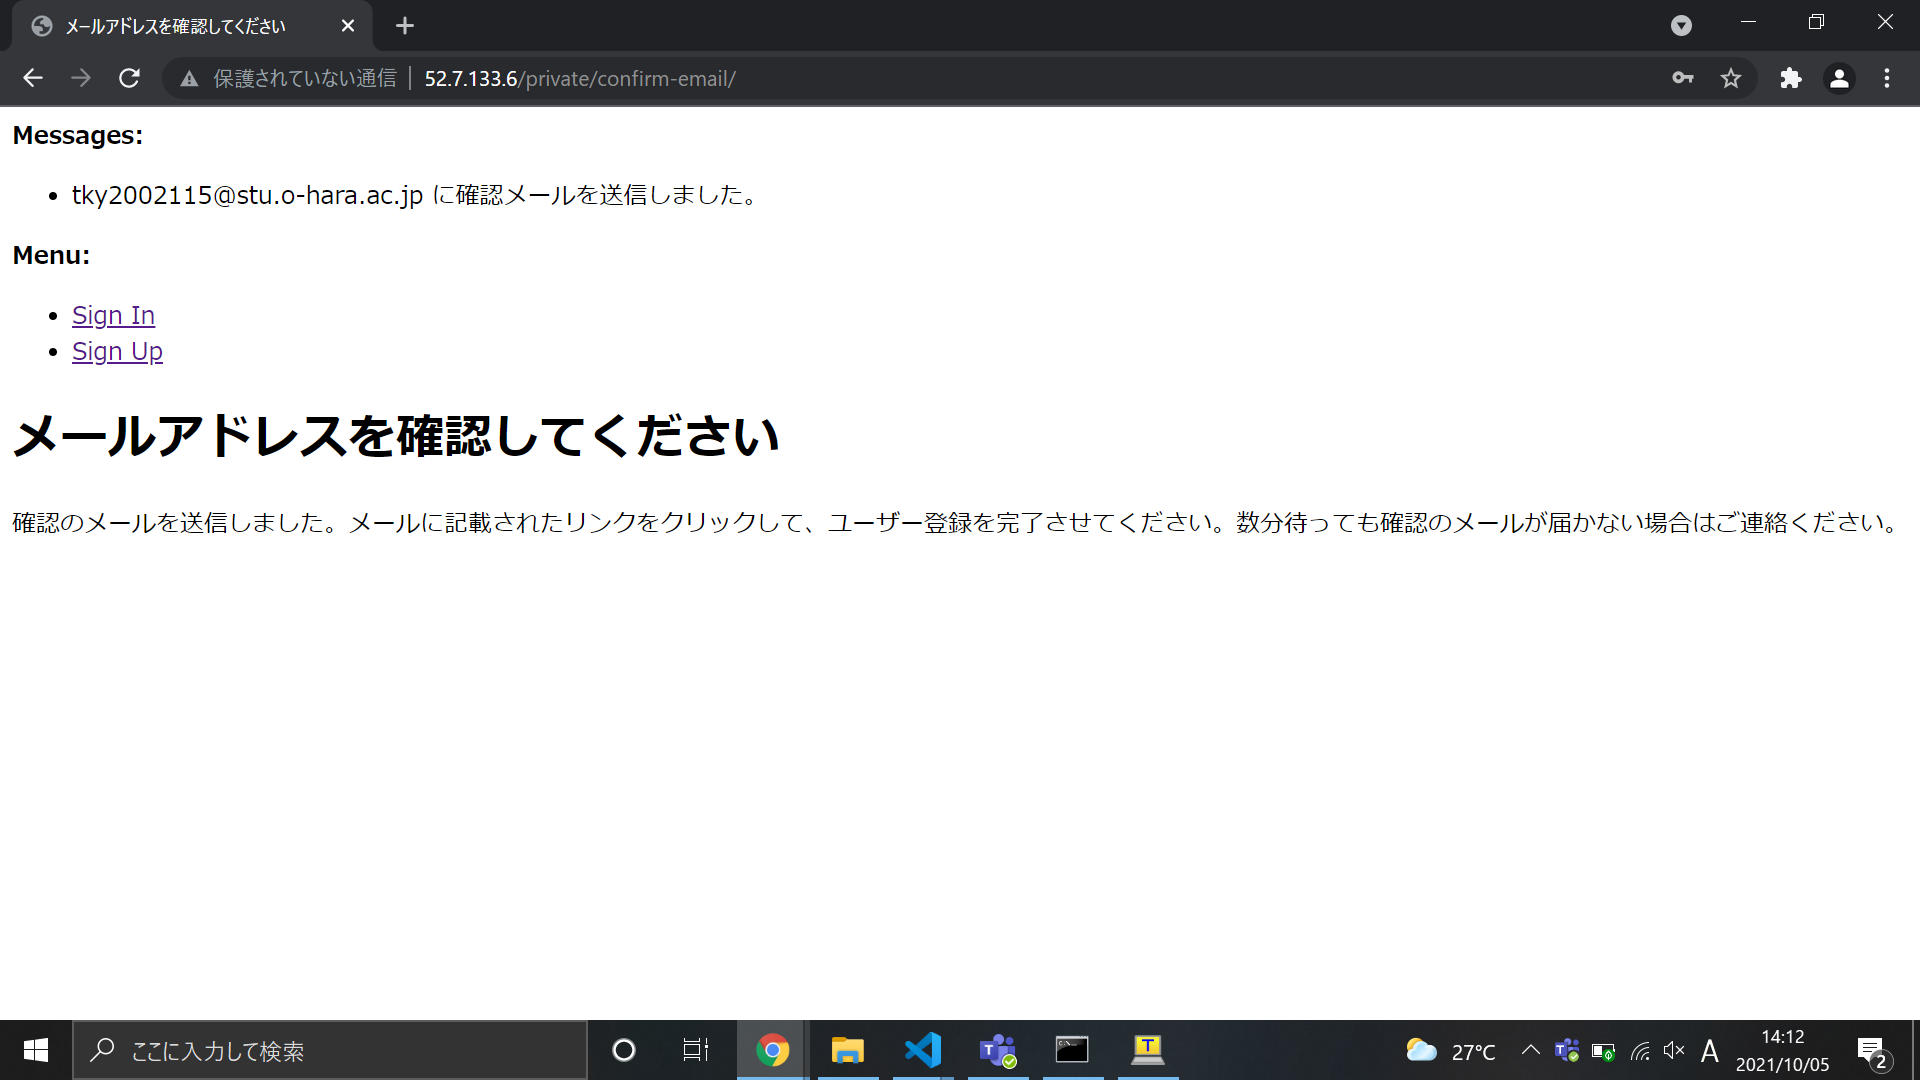 メールアドレスを確認してください
保護されていない通信 | 52.7.133.6/private/confirm-email/
Messages:
• tky2002115@stu.o-hara.ac.jp に確認メールを送信しました。
Menu:
• Sign In
• Sign Up
メールアドレスを確認してください
確認のメールを送信しました。メールに記載されたリンクをクリックして、ユーザー登録を完了させてください。数分待っても確認のメールが届かない場合はご連絡ください。
ここに入力して検索
27°C
A
14:12
2021/10/05
2